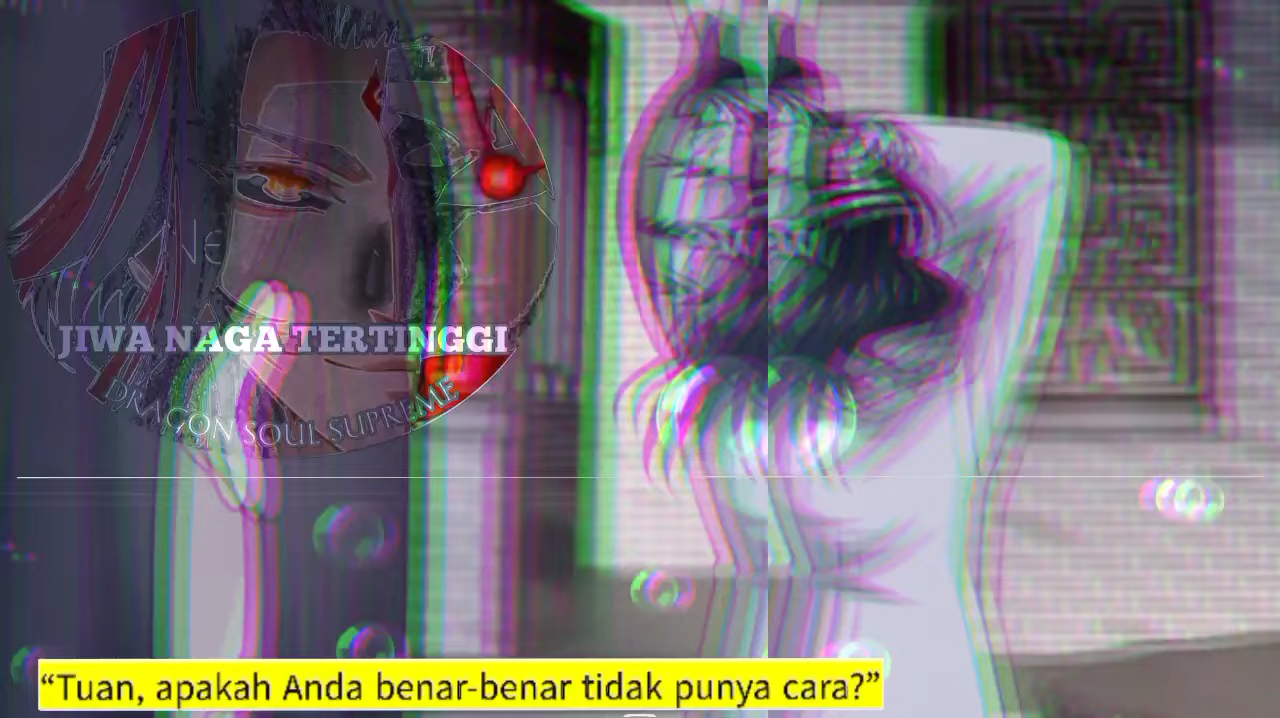 JIWA NAGA TERTINGGI
DRAGON SOUL SUPREME
“Tuan, apakah Anda benar-benar tidak punya cara?”